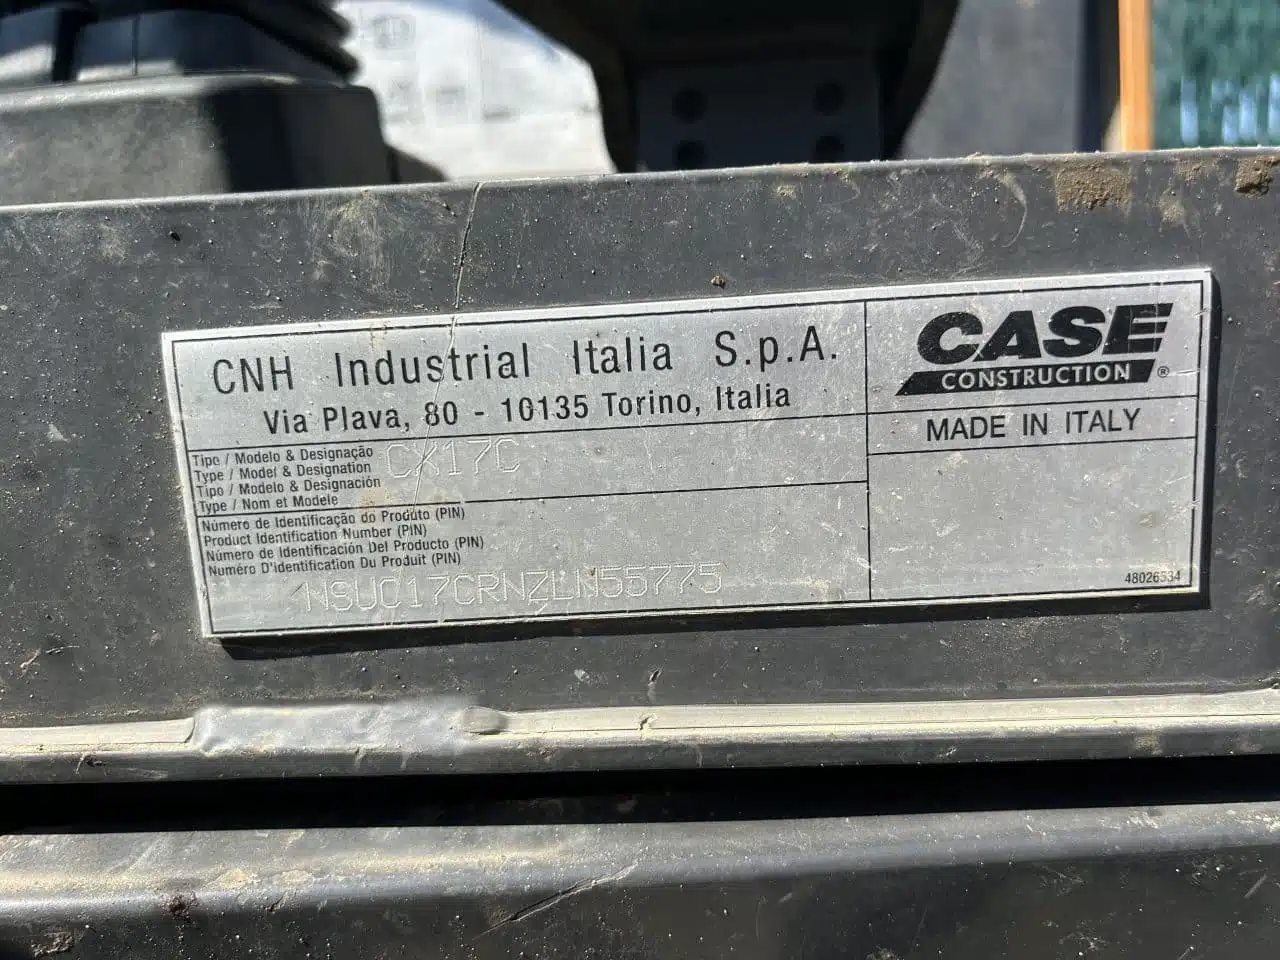 CNH Industrial Italia S.p.A.
Via Plava, 80 - 10135 Torino, Italia
CASE
CONSTRUCTION ®
MADE IN ITALY
Tipo / Modelo & Designação
Type / Model & Designation
Tipo / Modelo & Designación
Type / Nom et Modele
CX17C
Número de Identificação do Produto (PIN)
Product Identification Number (PIN)
Número de Identificación Del Producto (PIN)
Numéro D'identification Du Produit (PIN)
NSUC17CRNZLN55775
48026534